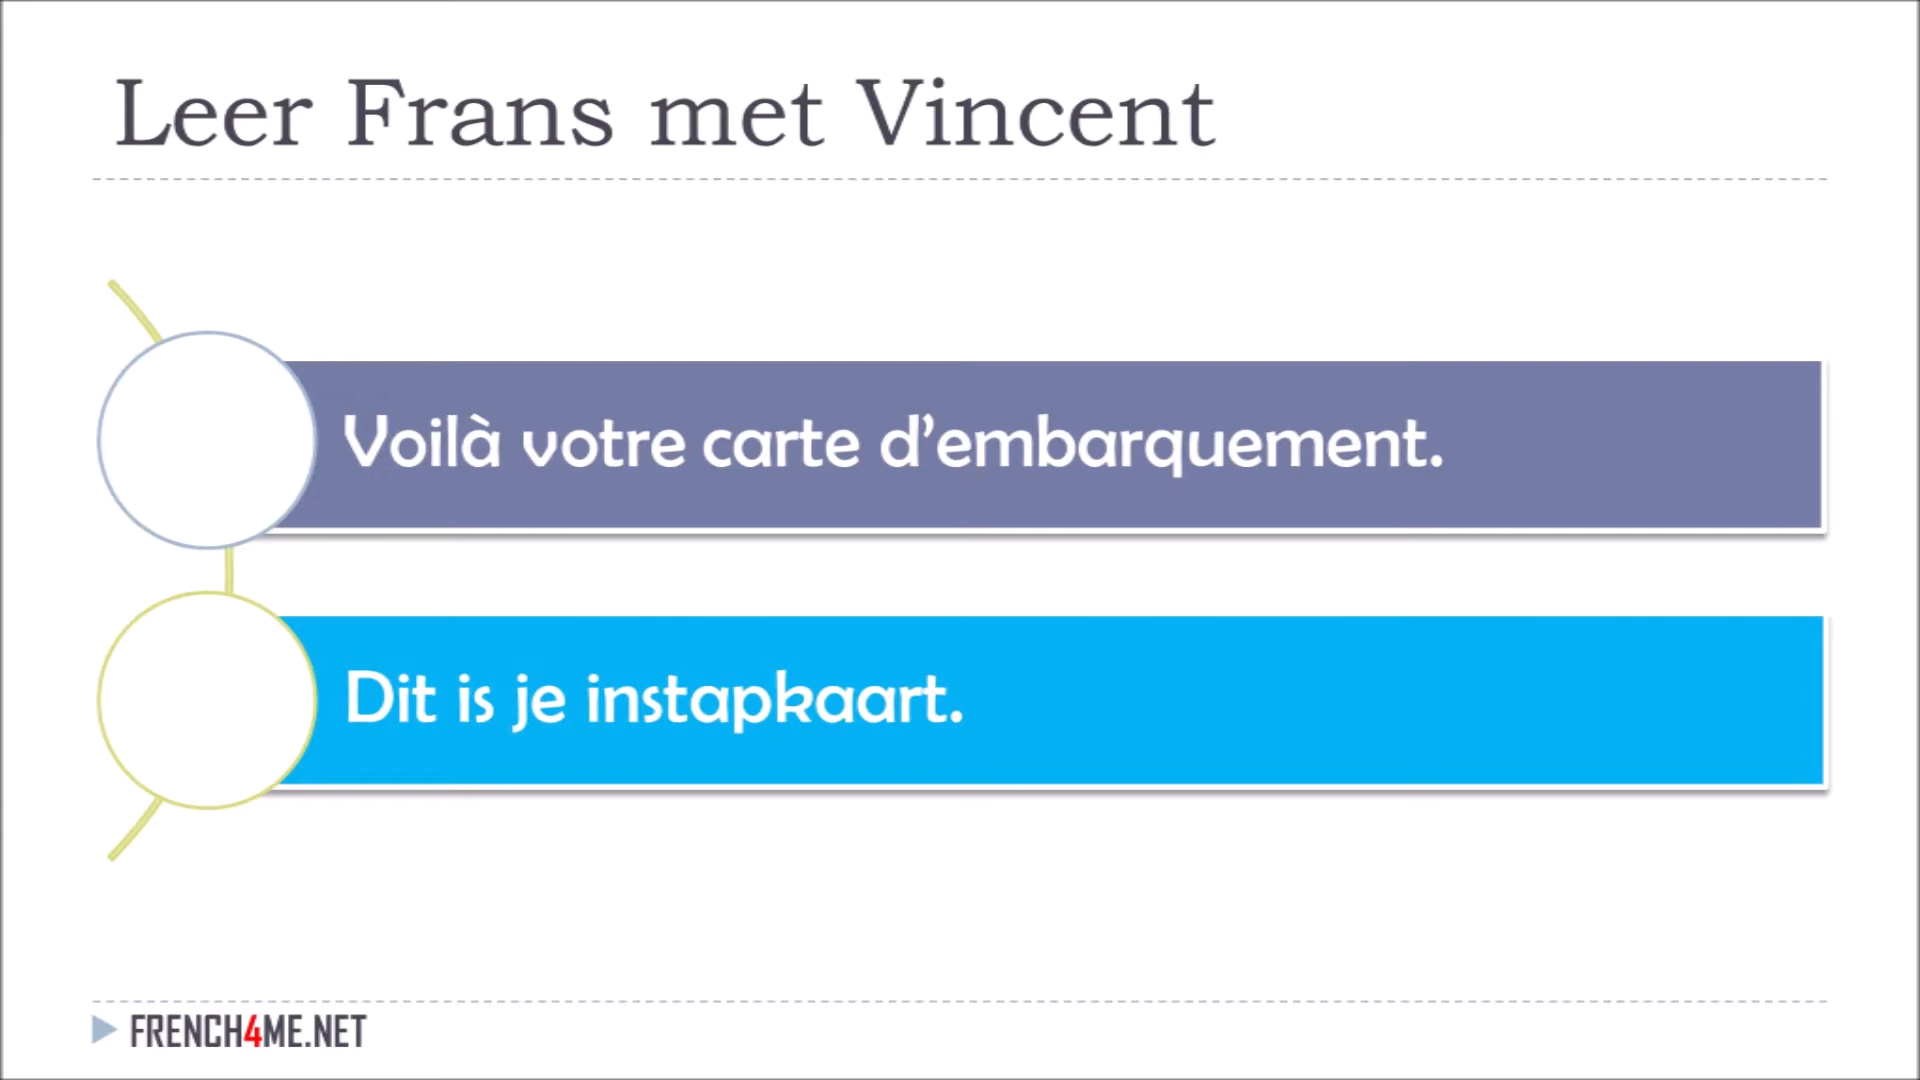 Leer Frans met Vincent
Voilà votre carte d’embarquement.
Dit is je instapkaart.
FRENCH4ME.NET